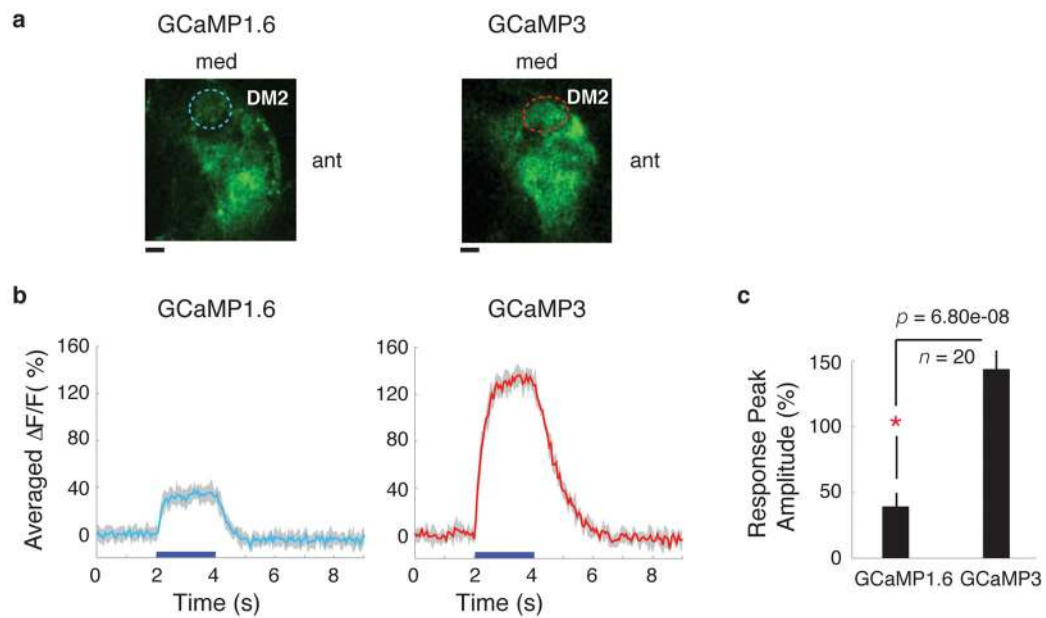 a
GCaMP1.6
GCaMP3
med
med
DM2
DM2
ant
ant
b
GCaMP1.6
GCaMP3
c
Averaged ΔF/F( %)
160
120
80
40
0
0 2 4 6 8
Time (s)
160
120
80
40
0
0 2 4 6 8
Time (s)
p = 6.80e-08
n = 20
*
Response Peak
Amplitude (%)
150
100
50
0
GCaMP1.6 GCaMP3